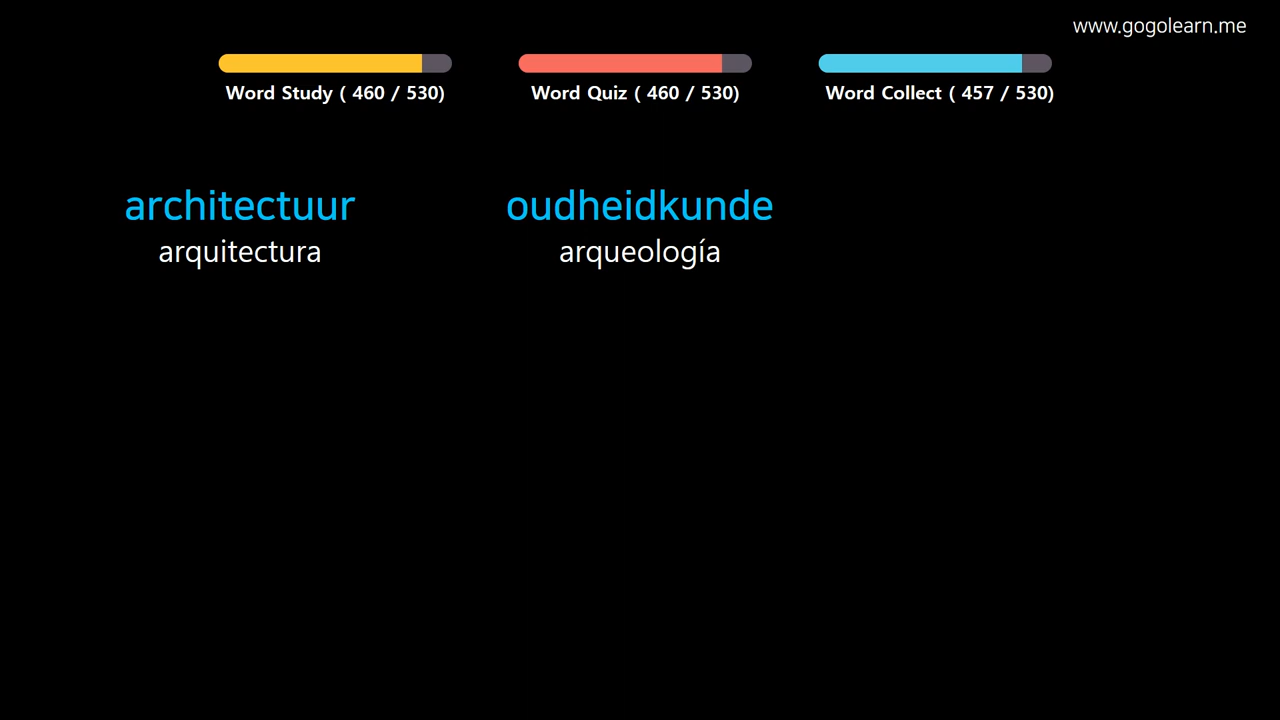 www.gogolearn.me
Word Study ( 460 / 530)
Word Quiz ( 460 / 530)
Word Collect ( 457 / 530)
architectuur
arquitectura
oudheidkunde
arqueología